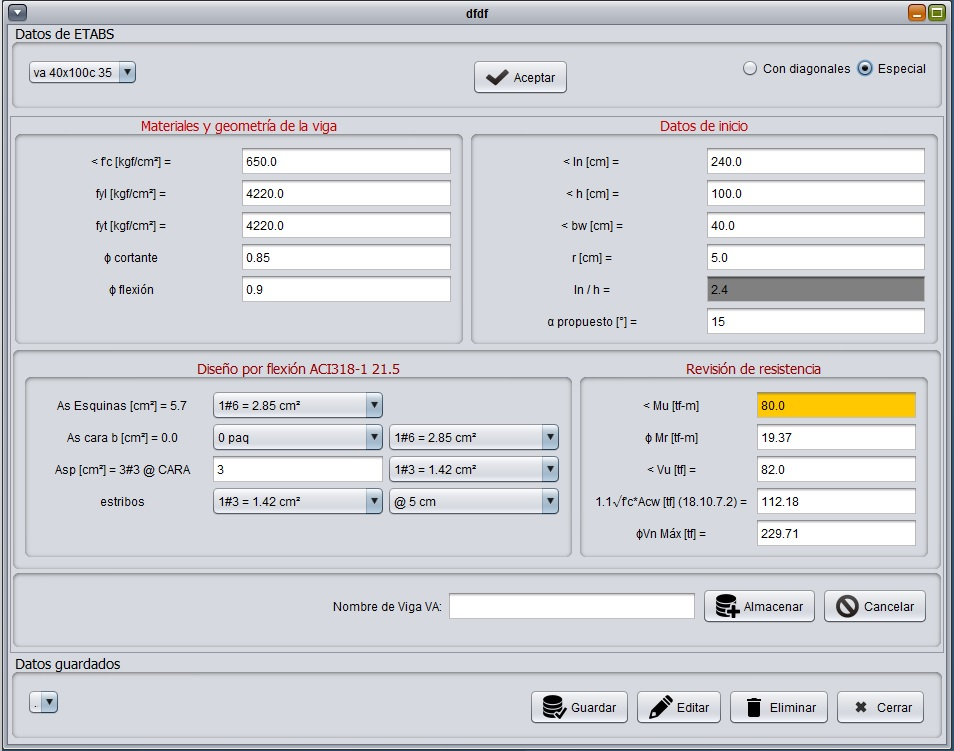 dfdf
Datos de ETABS
va 40x100c 35
Aceptar
Con diagonales
Especial
Materiales y geometría de la viga
< f'c [kgf/cm²] = 650.0
fyl [kgf/cm²] = 4220.0
fyt [kgf/cm²] = 4220.0
ϕ cortante 0.85
ϕ flexión 0.9
Datos de inicio
< ln [cm] = 240.0
< h [cm] = 100.0
< bw [cm] = 40.0
r [cm] = 5.0
ln / h = 2.4
α propuesto [°] = 15
Diseño por flexión ACI318-1 21.5
As Esquinas [cm²] = 5.7 1#6 = 2.85 cm²
As cara b [cm²] = 0.0 0 paq 1#6 = 2.85 cm²
Asp [cm²] = 3#3 @ CARA 3 1#3 = 1.42 cm²
estribos 1#3 = 1.42 cm² @ 5 cm
Revisión de resistencia
< Mu [tf-m] 80.0
ϕ Mr [tf-m] 19.37
< Vu [tf] = 82.0
1.1√f'c*Acw [tf] (18.10.7.2) = 112.18
ϕVn Máx [tf] = 229.71
Nombre de Viga VA:
Almacenar
Cancelar
Datos guardados
.
Guardar
Editar
Eliminar
Cerrar